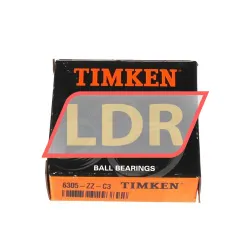 TIMKEN
LDR
BALL BEARINGS
6305-ZZ-C3 TIMKEN